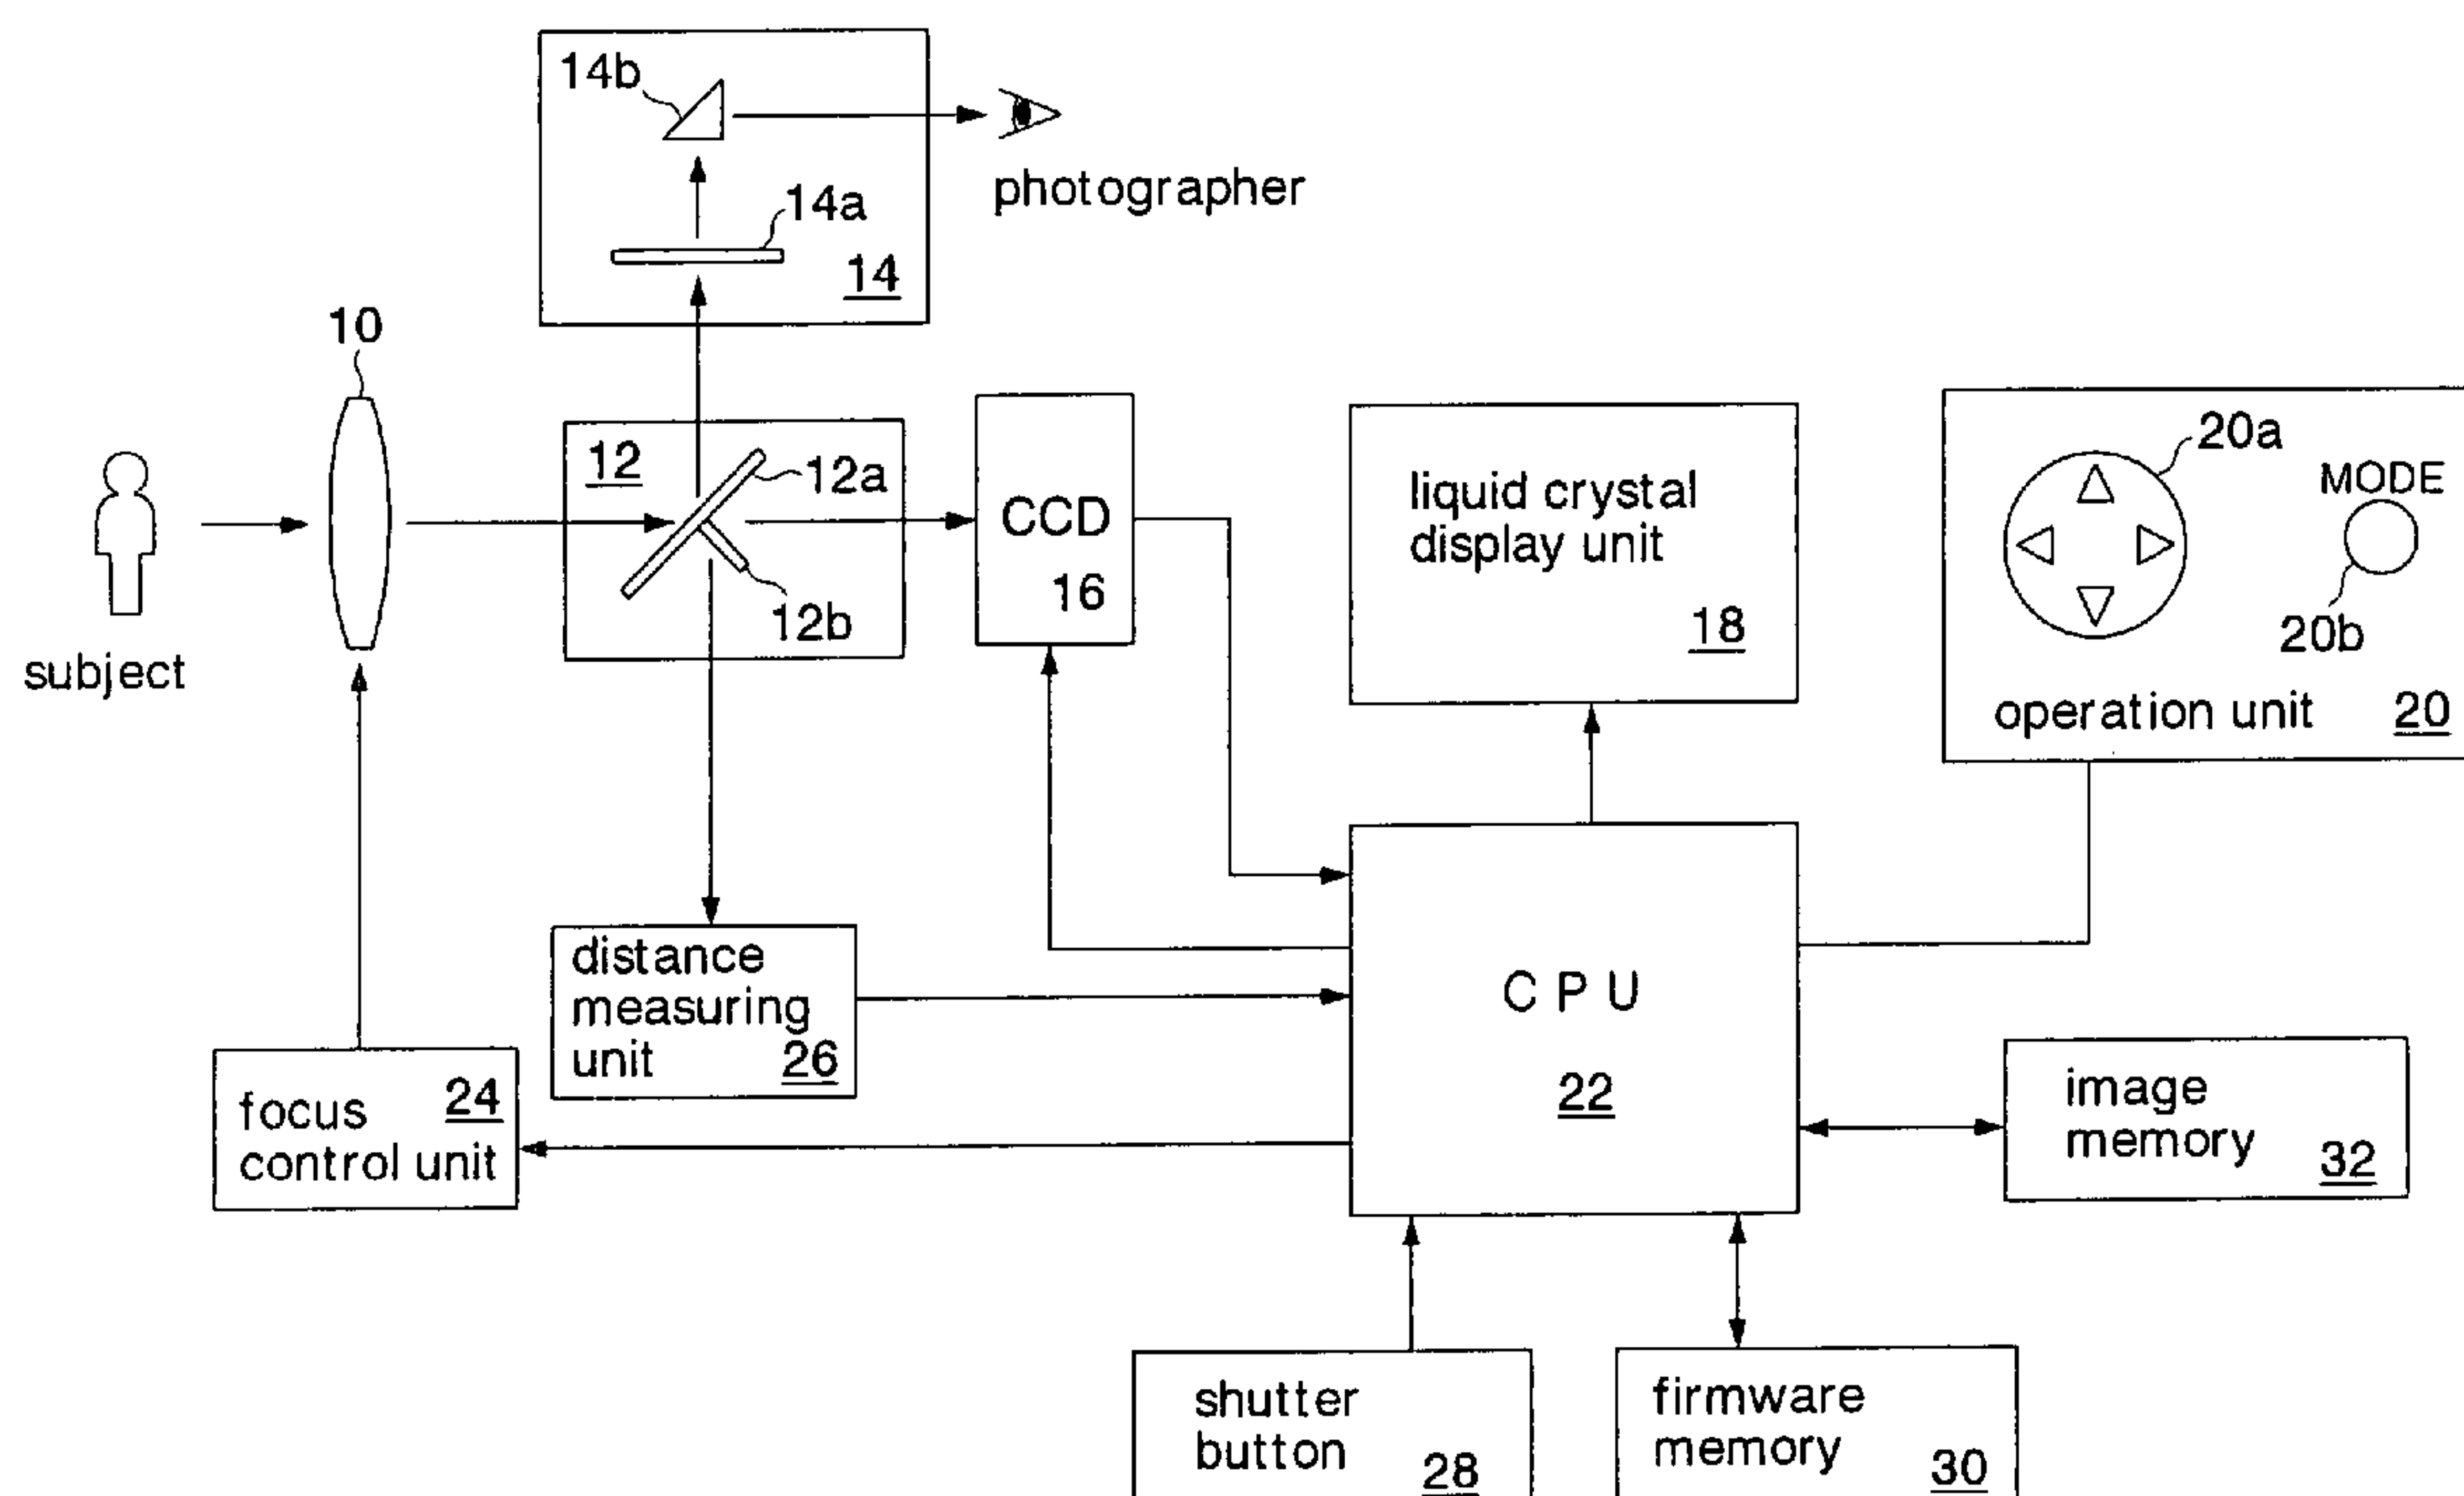 14b
photographer
14a
14
10
12
12a
12b
subject
CCD
16
liquid crystal
display unit
18
20a
MODE
20b
operation unit 20
distance
measuring
unit 26
focus
control unit
24
C P U
22
image
memory
32
shutter
button
28
firmware
memory
30